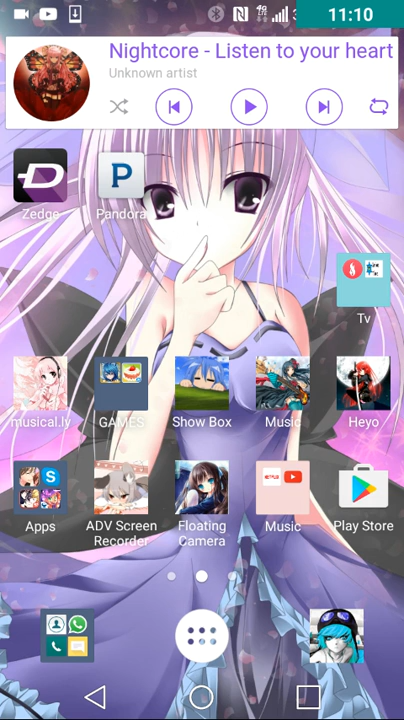 11:10
Nightcore - Listen to your heart
Unknown artist
Zedge
Pandora
Tv
musical.ly
GAMES
Show Box
Music
Heyo
Apps
ADV Screen Recorder
Floating Camera
Music
Play Store